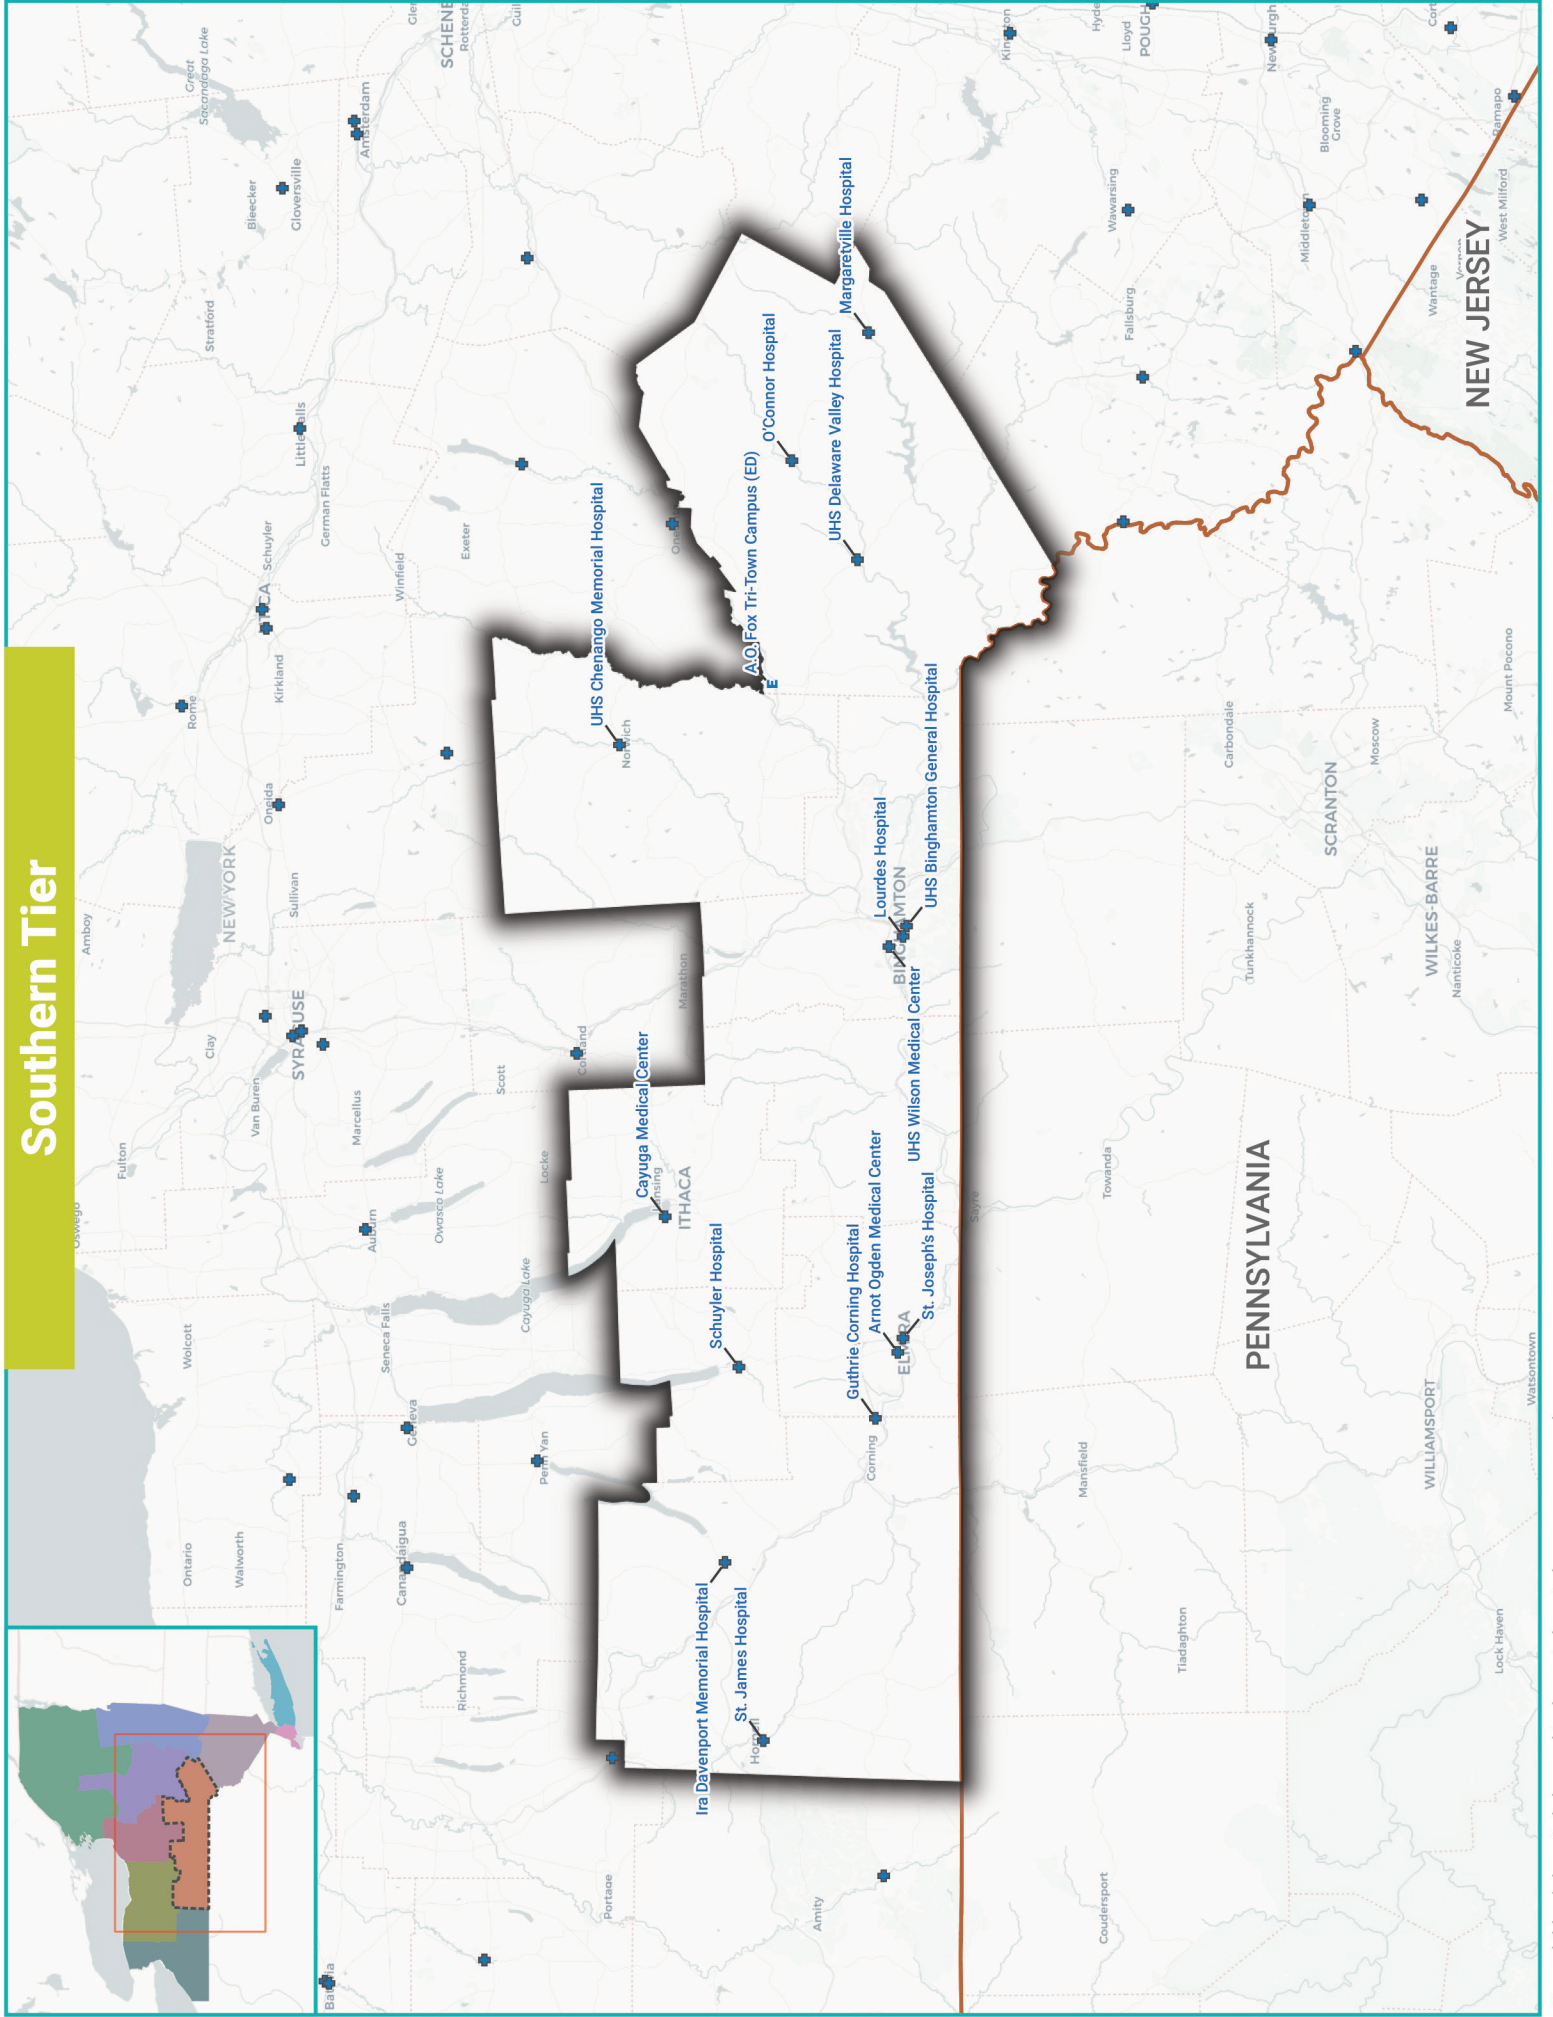 Southern Tier
Great
Sacandaga Lake
Amsterdam
Bleecker
Gloversville
Stratford
German Flatts
Schuyler
Winfield
Exeter
Kirkland
Rome
Oneida
NEW YORK
Sullivan
Amboy
SYRACUSE
Clay
Van Buren
Marcellus
Fulton
Oswego
Scott
Locke
Auburn
Owasco Lake
Cayuga Lake
Seneca Falls
Wolcott
Geneva
Penn Yan
Ontario
Walworth
Farmington
Canandaigua
Richmond
Portage
Amity
Marathon
ITHACA
Norwich
Corning
BINGHAMTON
Cayuga Medical Center
Schuyler Hospital
Guthrie Corning Hospital
Arnot Ogden Medical Center
St. Joseph's Hospital
UHS Wilson Medical Center
Lourdes Hospital
UHS Binghamton General Hospital
UHS Chenango Memorial Hospital
A.O. Fox Tri-Town Campus (ED)
E
O'Connor Hospital
UHS Delaware Valley Hospital
Margaretville Hospital
Ira Davenport Memorial Hospital
St. James Hospital
Sayre
Towanda
Mansfield
Tiadaghton
Coudersport
PENNSYLVANIA
WILLIAMSPORT
Watsontown
Lock Haven
Tunkhannock
Nanticoke
WILKES-BARRE
SCRANTON
Carbondale
Moscow
Mount Pocono
NEW JERSEY
Wantage
West Milford
Ramapo
Blooming
Grove
Middletown
Fallsburg
Wawarsing
Lloyd